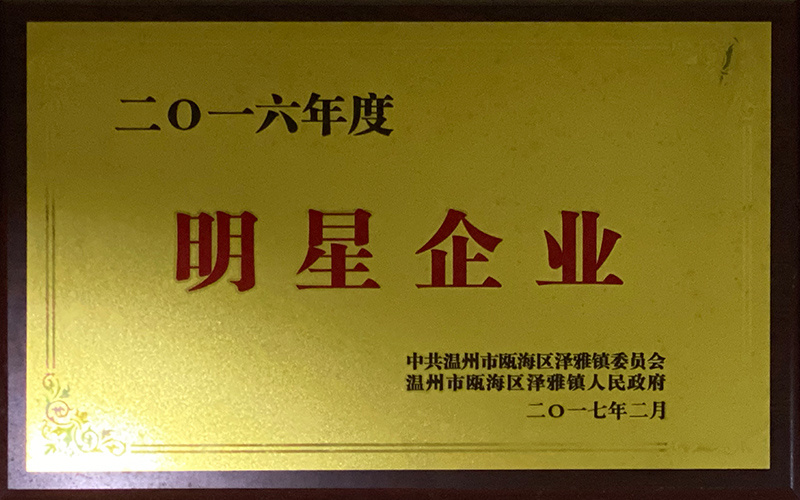 二〇一六年度
明星企业
中共温州市瓯海区泽雅镇委员会
温州市瓯海区泽雅镇人民政府
二〇一七年二月